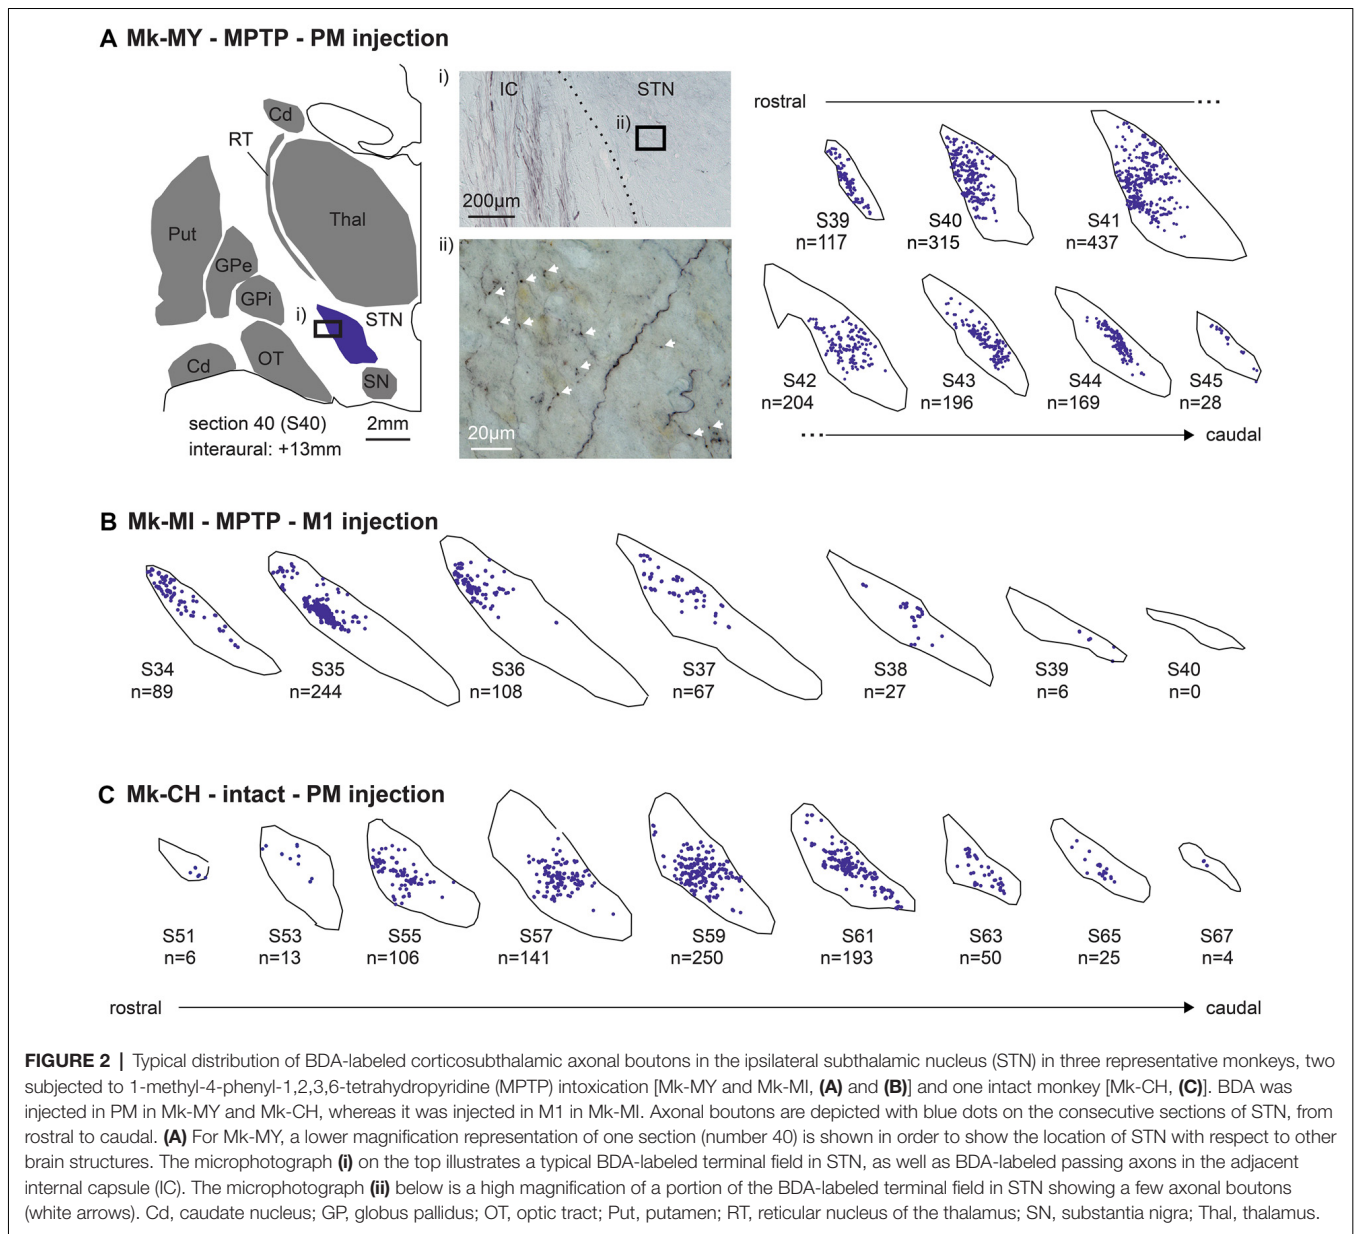 A Mk-MY - MPTP - PM injection
Cd
RT
Thal
Put
GPe
GPi
i)
STN
OT
Cd
SN
section 40 (S40)
interaural: +13mm
2mm
i)
IC
STN
ii)
200µm
ii)
20µm
rostral
S39
n=117
S40
n=315
S41
n=437
S42
n=204
S43
n=196
S44
n=169
S45
n=28
caudal
B Mk-MI - MPTP - M1 injection
S34
n=89
S35
n=244
S36
n=108
S37
n=67
S38
n=27
S39
n=6
S40
n=0
C Mk-CH - intact - PM injection
S51
n=6
S53
n=13
S55
n=106
S57
n=141
S59
n=250
S61
n=193
S63
n=50
S65
n=25
S67
n=4
rostral
caudal
FIGURE 2 | Typical distribution of BDA-labeled corticosubthalamic axonal boutons in the ipsilateral subthalamic nucleus (STN) in three representative monkeys, two
subjected to 1-methyl-4-phenyl-1,2,3,6-tetrahydropyridine (MPTP) intoxication [Mk-MY and Mk-MI, (A) and (B)] and one intact monkey [Mk-CH, (C)]. BDA was
injected in PM in Mk-MY and Mk-CH, whereas it was injected in M1 in Mk-MI. Axonal boutons are depicted with blue dots on the consecutive sections of STN, from
rostral to caudal. (A) For Mk-MY, a lower magnification representation of one section (number 40) is shown in order to show the location of STN with respect to other
brain structures. The microphotograph (i) on the top illustrates a typical BDA-labeled terminal field in STN, as well as BDA-labeled passing axons in the adjacent
internal capsule (IC). The microphotograph (ii) below is a high magnification of a portion of the BDA-labeled terminal field in STN showing a few axonal boutons
(white arrows). Cd, caudate nucleus; GP, globus pallidus; OT, optic tract; Put, putamen; RT, reticular nucleus of the thalamus; SN, substantia nigra; Thal, thalamus.